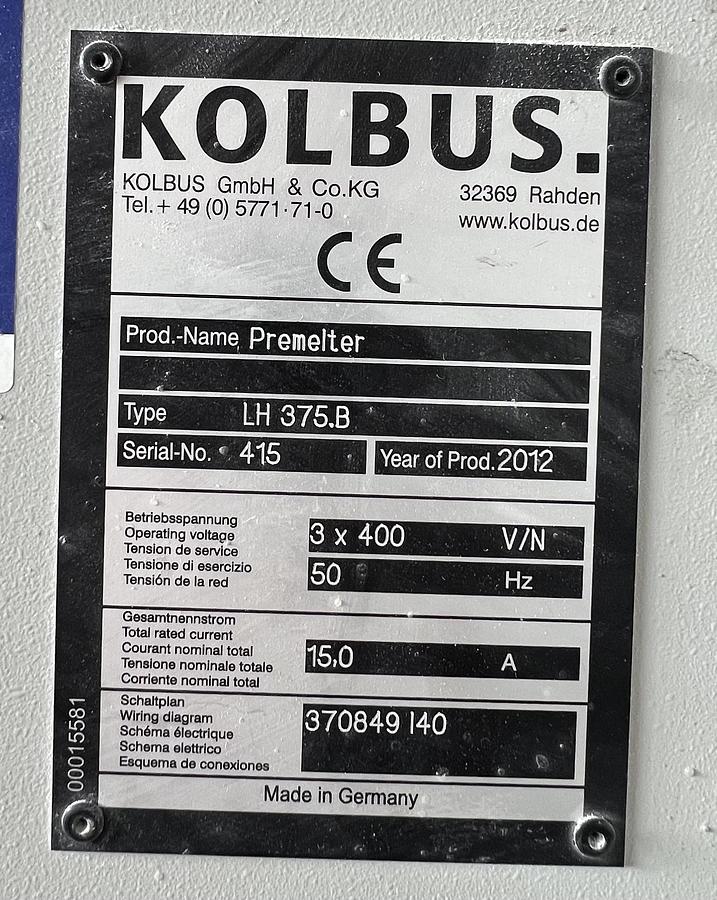 KOLBUS.
KOLBUS GmbH & Co.KG
Tel.+ 49 (0) 5771·71-0
32369 Rahden
www.kolbus.de
CE
Prod.-Name Premelter
Type LH 375.B
Serial-No. 415
Year of Prod. 2012
Betriebsspannung
Operating voltage
Tension de service
Tensione di esercizio
Tensión de la red
3 x 400 V/N
50 Hz
Gesamtnennstrom
Total rated current
Courant nominal total
Tensione nominale totale
Corriente nominal total
15.0 A
Schaltplan
Wiring diagram
Schéma électrique
Schema elettrico
Esquema de conexiones
370849 140
Made in Germany
00015581